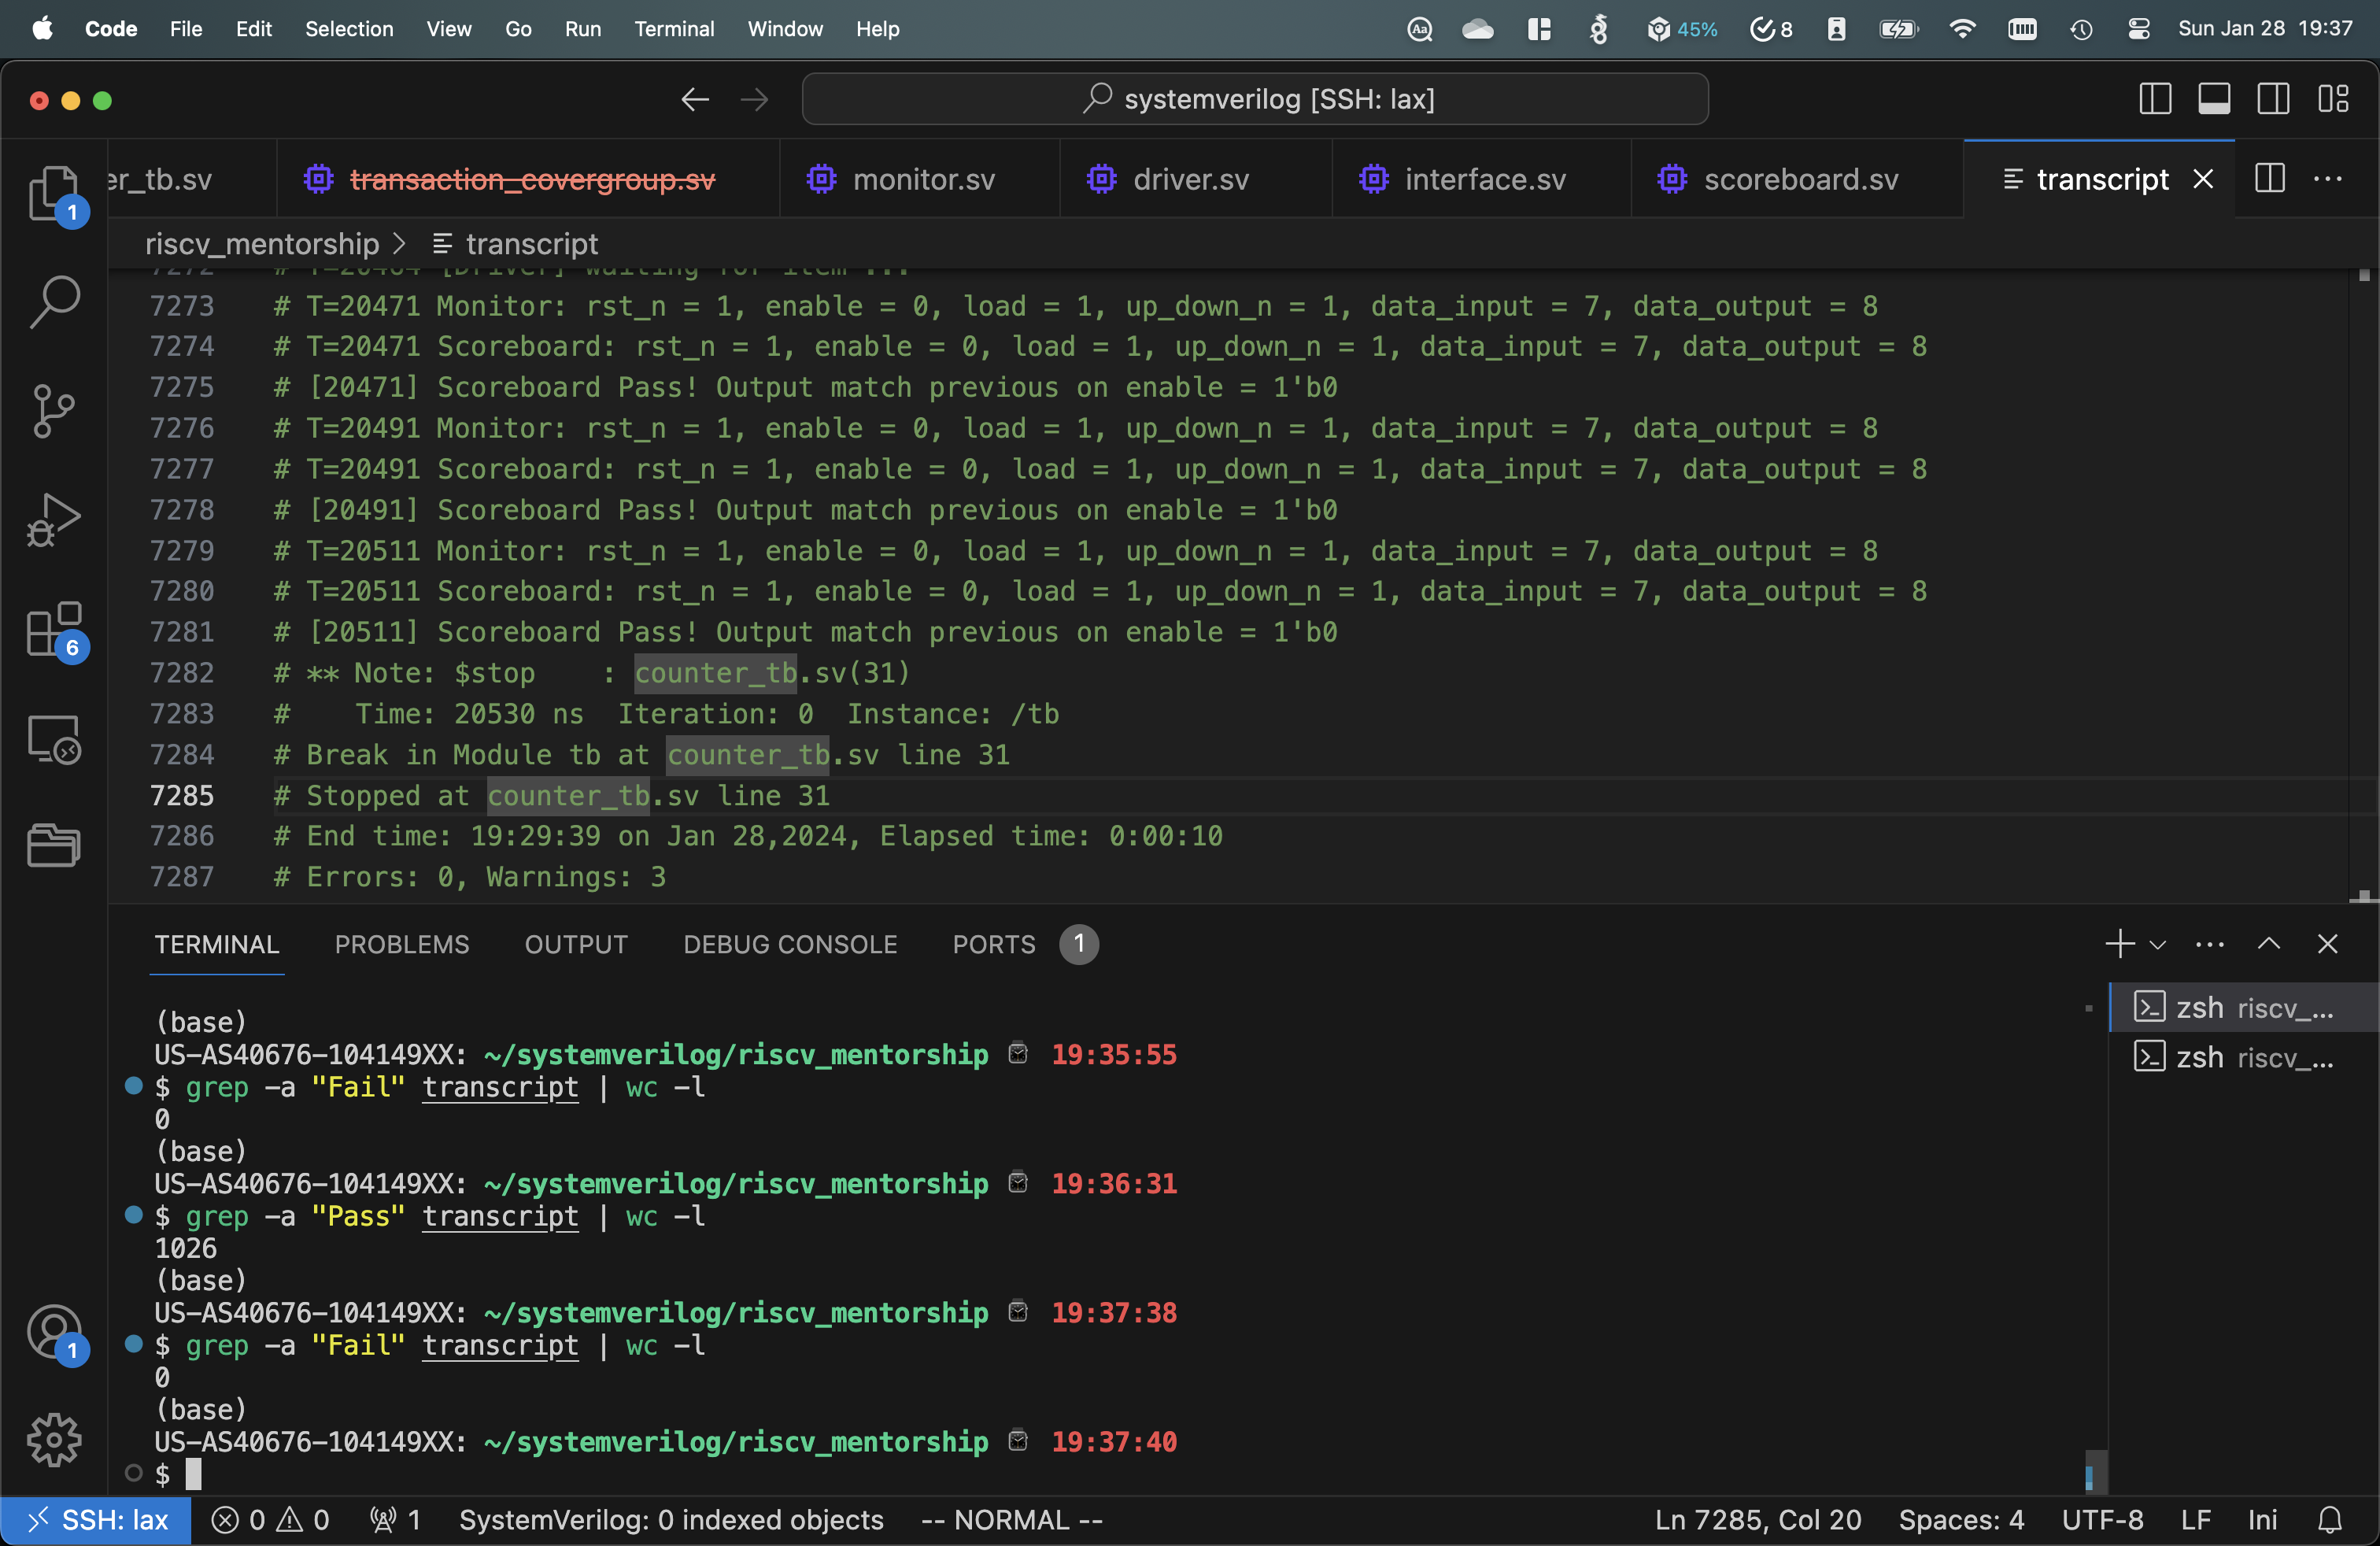 Code File Edit Selection View Go Run Terminal Window Help Aa 45% 8 Sun Jan 28 19:37
systemverilog [SSH: lax]
er_tb.sv transaction_covergroup.sv monitor.sv driver.sv interface.sv scoreboard.sv transcript
riscv_mentorship > transcript
7272 # T=20464 [Driver] waiting for item ...
7273 # T=20471 Monitor: rst_n = 1, enable = 0, load = 1, up_down_n = 1, data_input = 7, data_output = 8
7274 # T=20471 Scoreboard: rst_n = 1, enable = 0, load = 1, up_down_n = 1, data_input = 7, data_output = 8
7275 # [20471] Scoreboard Pass! Output match previous on enable = 1'b0
7276 # T=20491 Monitor: rst_n = 1, enable = 0, load = 1, up_down_n = 1, data_input = 7, data_output = 8
7277 # T=20491 Scoreboard: rst_n = 1, enable = 0, load = 1, up_down_n = 1, data_input = 7, data_output = 8
7278 # [20491] Scoreboard Pass! Output match previous on enable = 1'b0
7279 # T=20511 Monitor: rst_n = 1, enable = 0, load = 1, up_down_n = 1, data_input = 7, data_output = 8
7280 # T=20511 Scoreboard: rst_n = 1, enable = 0, load = 1, up_down_n = 1, data_input = 7, data_output = 8
7281 # [20511] Scoreboard Pass! Output match previous on enable = 1'b0
7282 # ** Note: $stop    : counter_tb.sv(31)
7283 #    Time: 20530 ns  Iteration: 0  Instance: /tb
7284 # Break in Module tb at counter_tb.sv line 31
7285 # Stopped at counter_tb.sv line 31
7286 # End time: 19:29:39 on Jan 28,2024, Elapsed time: 0:00:10
7287 # Errors: 0, Warnings: 3
1
6
1
TERMINAL PROBLEMS OUTPUT DEBUG CONSOLE PORTS 1
zsh riscv_...
zsh riscv_...
(base)
US-AS40676-104149XX: ~/systemverilog/riscv_mentorship 19:35:55
$ grep -a "Fail" transcript | wc -l
0
(base)
US-AS40676-104149XX: ~/systemverilog/riscv_mentorship 19:36:31
$ grep -a "Pass" transcript | wc -l
1026
(base)
US-AS40676-104149XX: ~/systemverilog/riscv_mentorship 19:37:38
$ grep -a "Fail" transcript | wc -l
0
(base)
US-AS40676-104149XX: ~/systemverilog/riscv_mentorship 19:37:40
$
SSH: lax 0 0 1 SystemVerilog: 0 indexed objects -- NORMAL -- Ln 7285, Col 20 Spaces: 4 UTF-8 LF Ini